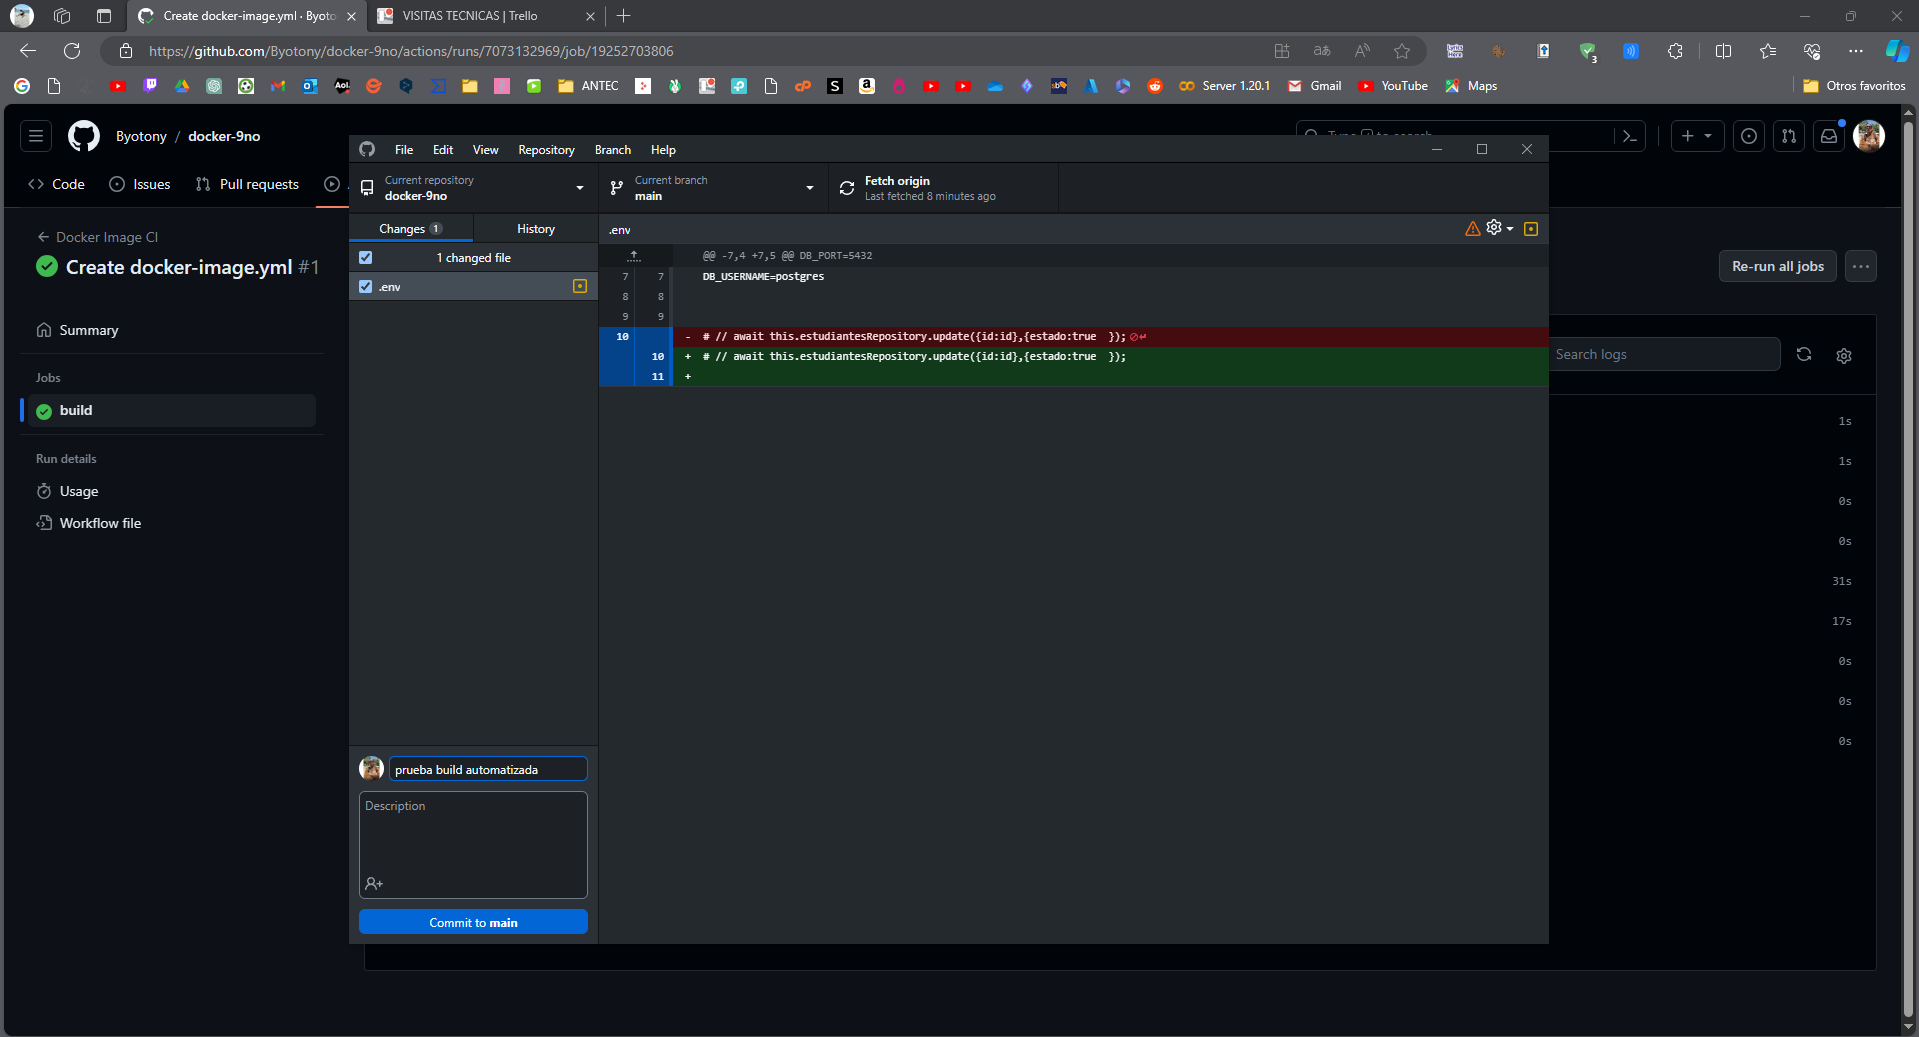 Create docker-image.yml · Byoto
VISITAS TECNICAS | Trello
https://github.com/Byotony/docker-9no/actions/runs/7073132969/job/19252703806
ANTEC
Server 1.20.1
Gmail
YouTube
Maps
Otros favoritos
Byotony / docker-9no
Code
Issues
Pull requests
Docker Image CI
Create docker-image.yml #1
Re-run all jobs
Summary
Jobs
build
Run details
Usage
Workflow file
Search logs
1s
1s
0s
0s
31s
17s
0s
0s
0s
File Edit View Repository Branch Help
Current repository
docker-9no
Current branch
main
Fetch origin
Last fetched 8 minutes ago
Changes 1
History
.env
1 changed file
.env
@@ -7,4 +7,5 @@ DB_PORT=5432
7 7 DB_USERNAME=postgres
8 8
9 9
10 - # // await this.estudiantesRepository.update({id:id},{estado:true  });
10 + # // await this.estudiantesRepository.update({id:id},{estado:true  });
11 +
prueba build automatizada
Description
Commit to main